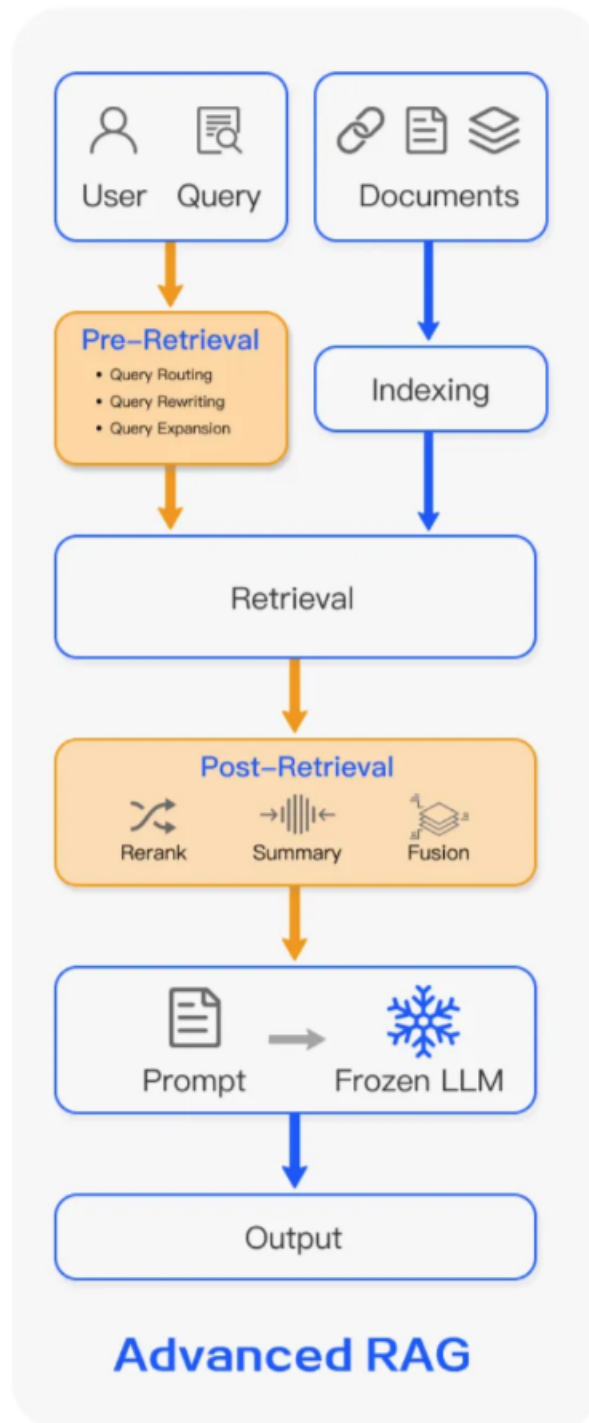 User Query
Documents
Pre–Retrieval
• Query Routing
• Query Rewriting
• Query Expansion
Indexing
Retrieval
Post–Retrieval
Rerank
Summary
Fusion
Prompt
Frozen LLM
Output
Advanced RAG